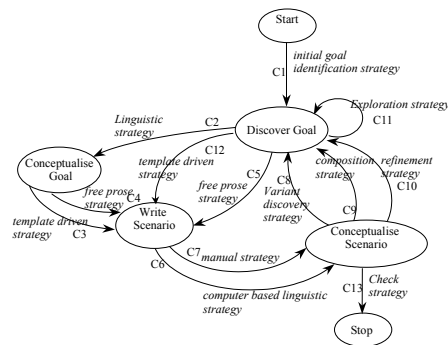 Start
C1
initial goal
identification strategy
Exploration strategy
C11
C2
Linguistic
strategy
C12
Discover Goal
Conceptualise
Goal
template driven
strategy
C5
free prose strategy
C8
Variant
discovery
strategy
composition strategy
C9
refinement strategy
C10
free prose
strategy
C4
template driven
strategy
C3
Write
Scenario
C7
manual strategy
C6
computer based linguistic
strategy
Conceptualise
Scenario
C13
Check
strategy
Stop